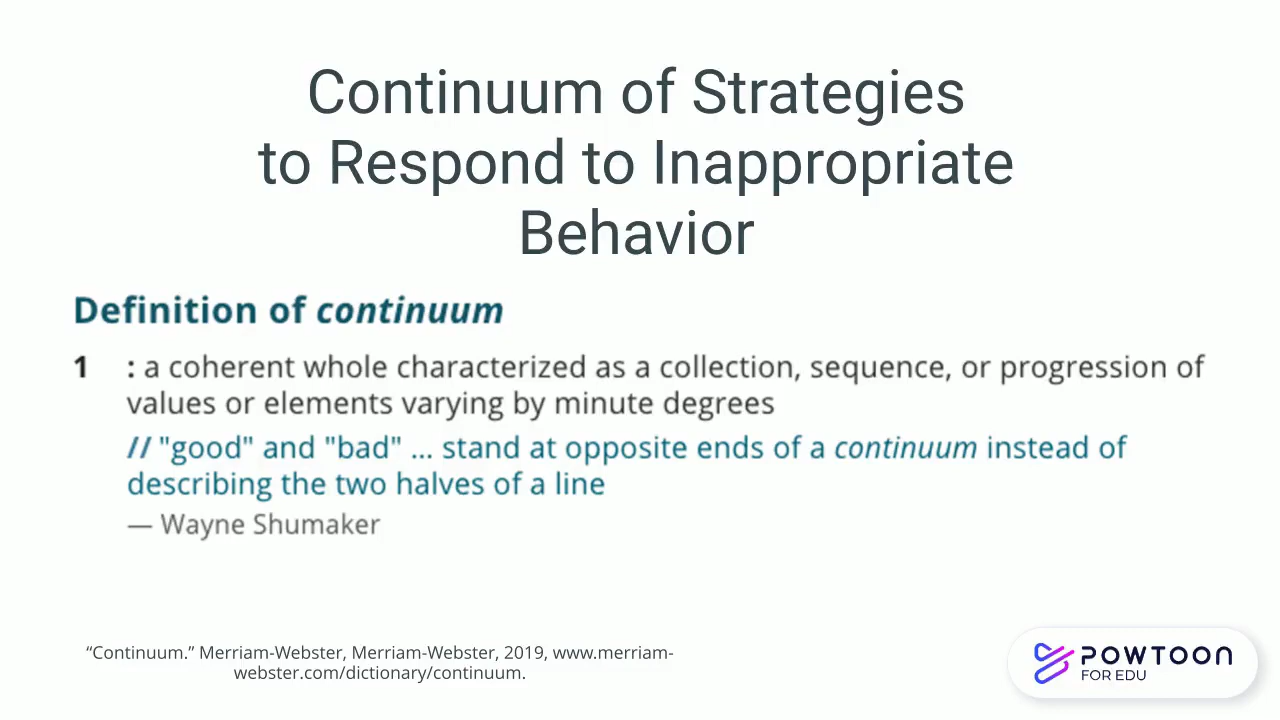 Continuum of Strategies
to Respond to Inappropriate
Behavior
Definition of continuum
1 : a coherent whole characterized as a collection, sequence, or progression of
values or elements varying by minute degrees
// "good" and "bad" ... stand at opposite ends of a continuum instead of
describing the two halves of a line
— Wayne Shumaker
“Continuum.” Merriam-Webster, Merriam-Webster, 2019, www.merriam-
webster.com/dictionary/continuum.
POWTOON
FOR EDU